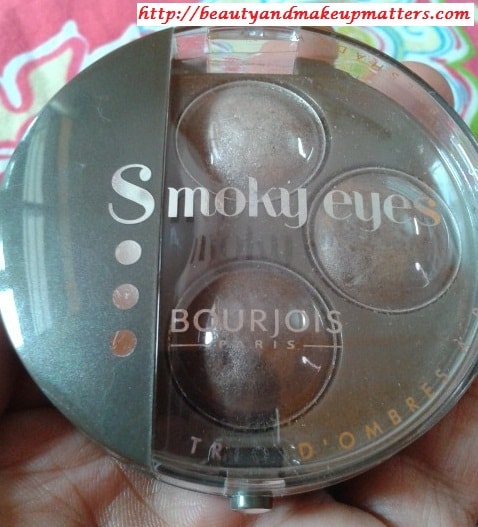 http://beautyandmakeupmatters.com
Smoky eyes
BOURJOIS
PARIS
D'OMBRES